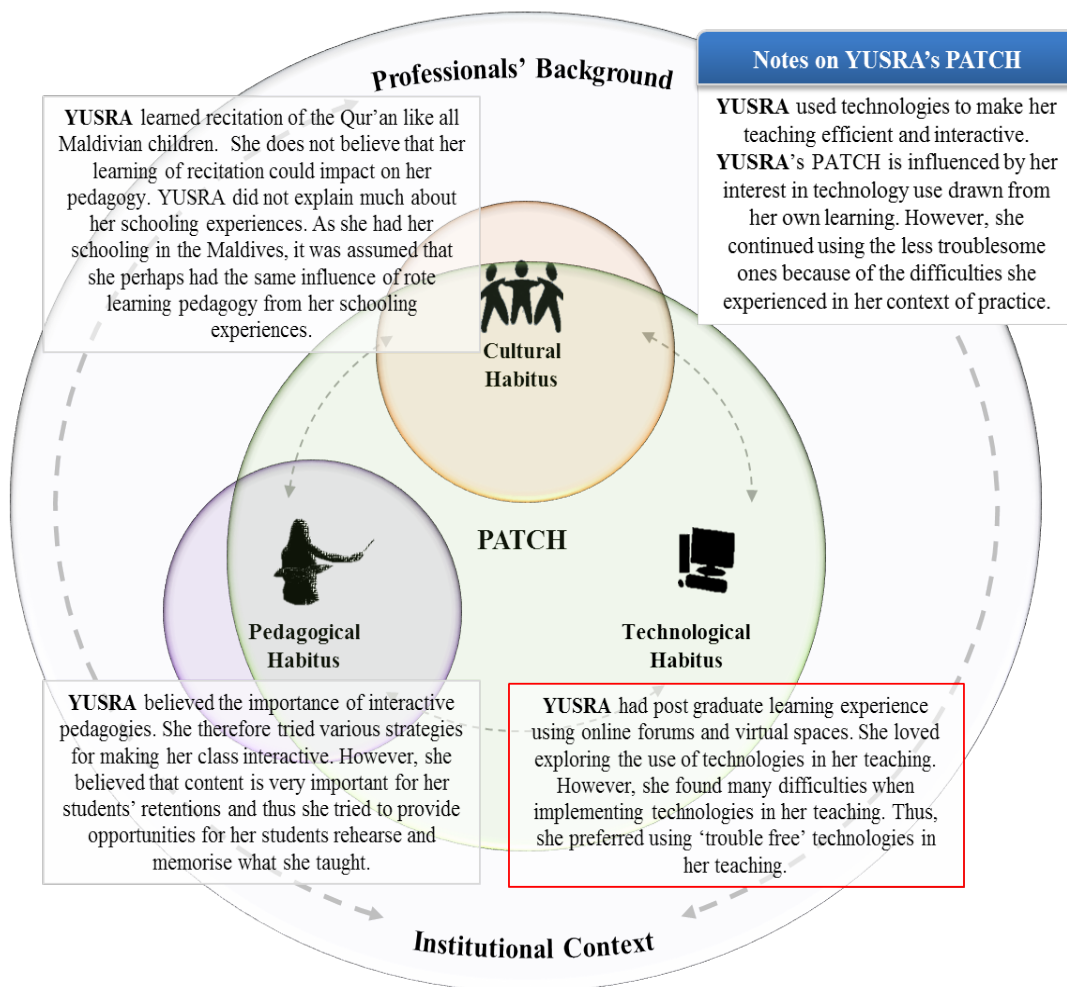 Professionals' Background
Notes on YUSRA's PATCH
YUSRA used technologies to make her
teaching efficient and interactive.
YUSRA's PATCH is influenced by her
interest in technology use drawn from
her own learning. However, she
continued using the less troublesome
ones because of the difficulties she
experienced in her context of practice.
YUSRA learned recitation of the Qur'an like all
Maldivian children. She does not believe that her
learning of recitation could impact on her
pedagogy. YUSRA did not explain much about
her schooling experiences. As she had her
schooling in the Maldives, it was assumed that
she perhaps had the same influence of rote
learning pedagogy from her schooling
experiences.
Cultural
Habitus
PATCH
Pedagogical
Habitus
Technological
Habitus
YUSRA believed the importance of interactive
pedagogies. She therefore tried various strategies
for making her class interactive. However, she
believed that content is very important for her
students' retentions and thus she tried to provide
opportunities for her students rehearse and
memorise what she taught.
YUSRA had post graduate learning experience
using online forums and virtual spaces. She loved
exploring the use of technologies in her teaching.
However, she found many difficulties when
implementing technologies in her teaching. Thus,
she preferred using 'trouble free' technologies in
her teaching.
Institutional Context